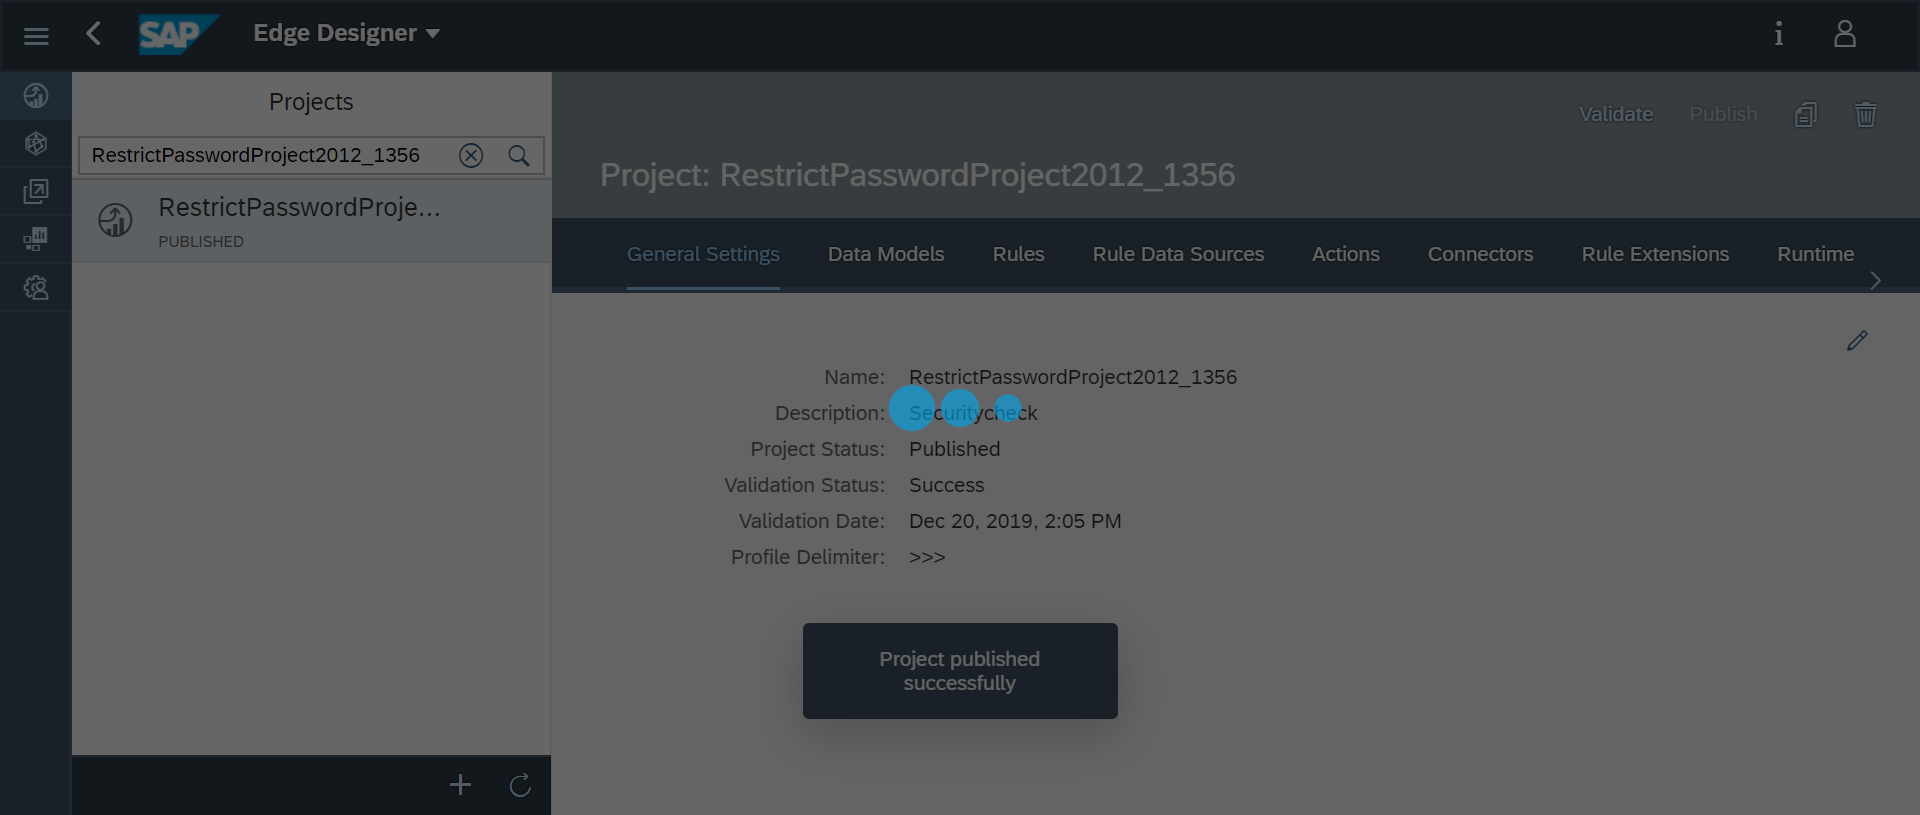 SAP
Edge Designer
i
Projects
RestrictPasswordProject2012_1356
RestrictPasswordProje...
PUBLISHED
Validate
Publish
Project: RestrictPasswordProject2012_1356
General Settings
Data Models
Rules
Rule Data Sources
Actions
Connectors
Rule Extensions
Runtime
Name: RestrictPasswordProject2012_1356
Description: Securitycheck
Project Status: Published
Validation Status: Success
Validation Date: Dec 20, 2019, 2:05 PM
Profile Delimiter: >>>
Project published
successfully